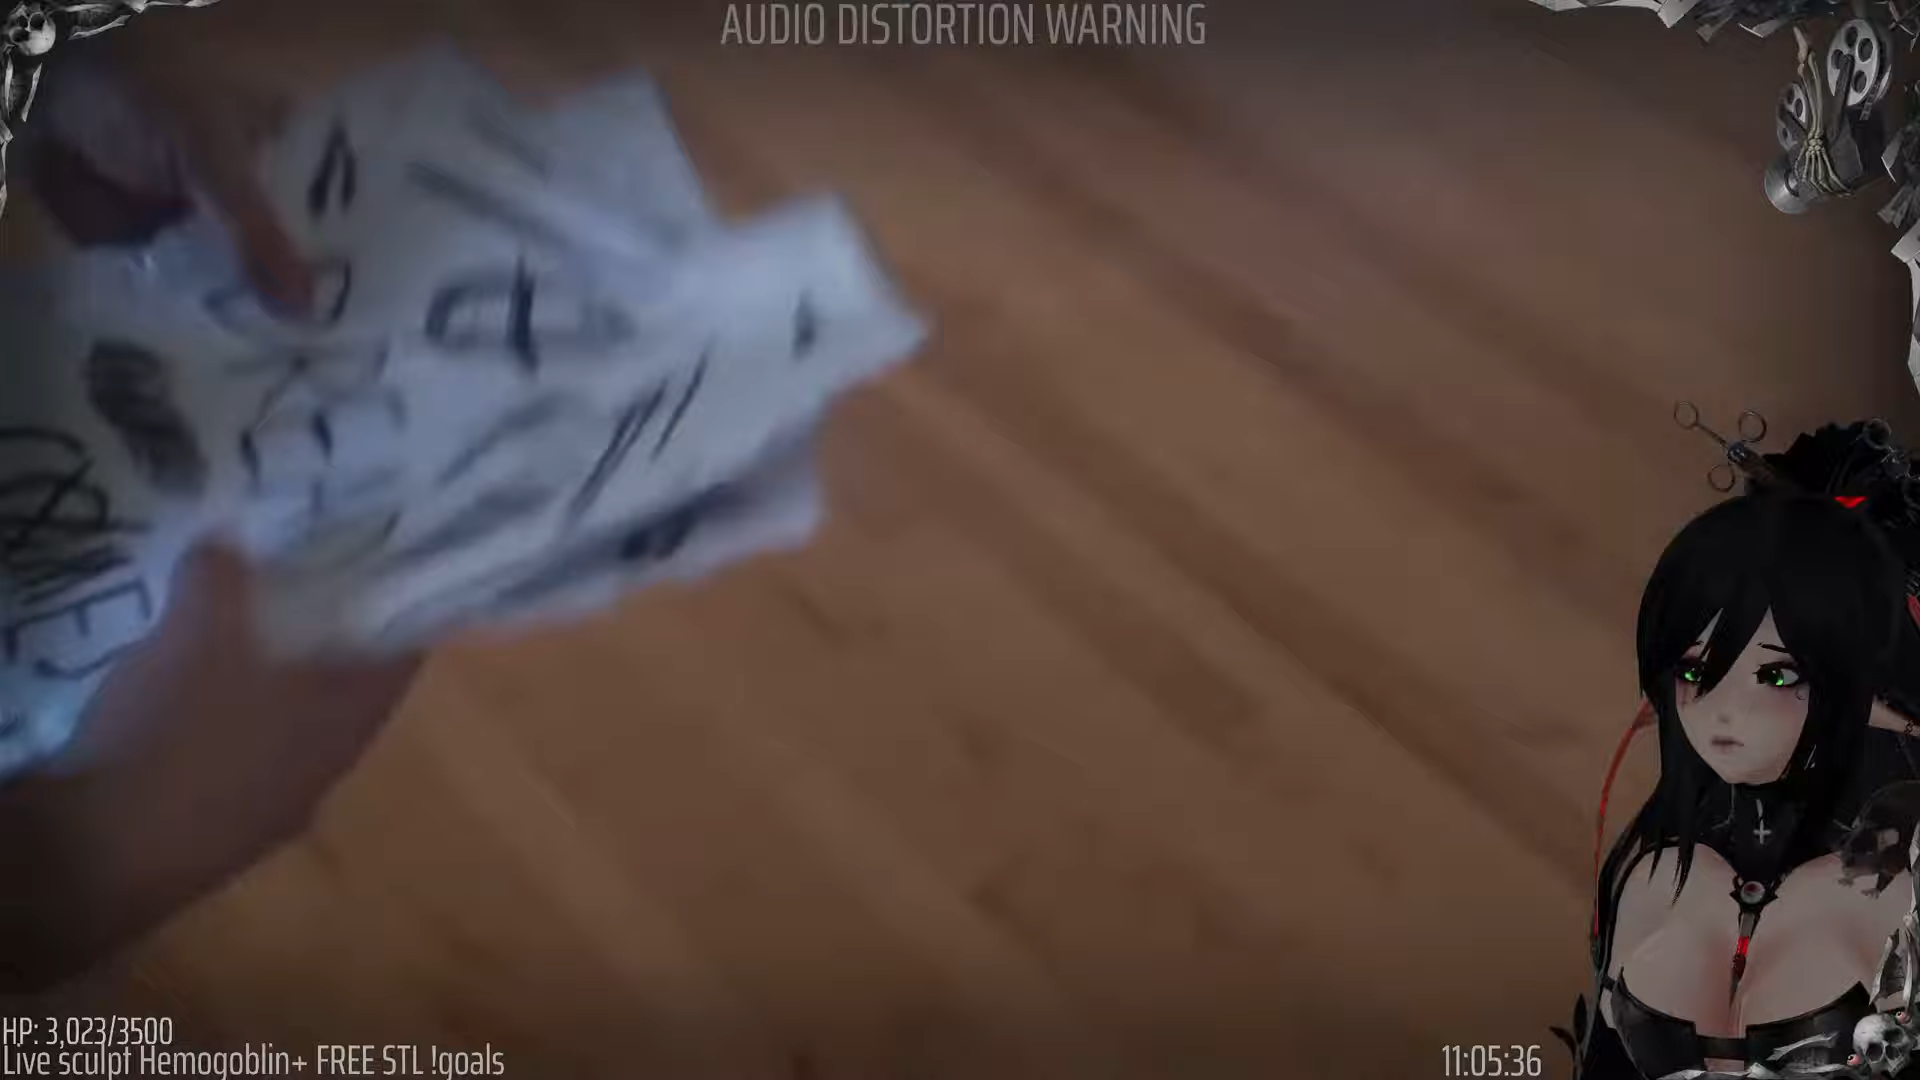 AUDIO DISTORTION WARNING
HP: 3,023/3500
Live sculpt Hemogoblin+ FREE STL !goals
11:05:36